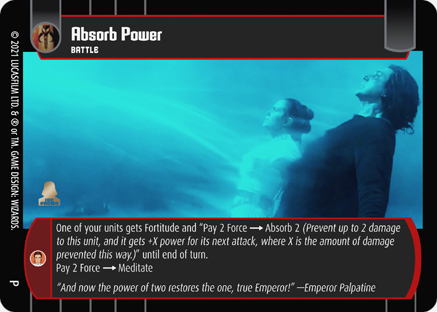 Absorb Power
BATTLE
© 2021 LUCASFILM LTD. & ® or TM. GAME DESIGN: WIZARDS.
P
One of your units gets Fortitude and "Pay 2 Force → Absorb 2 (Prevent up to 2 damage
to this unit, and it gets +X power for its next attack, where X is the amount of damage
prevented this way.)" until end of turn.
Pay 2 Force → Meditate
"And now the power of two restores the one, true Emperor!" —Emperor Palpatine